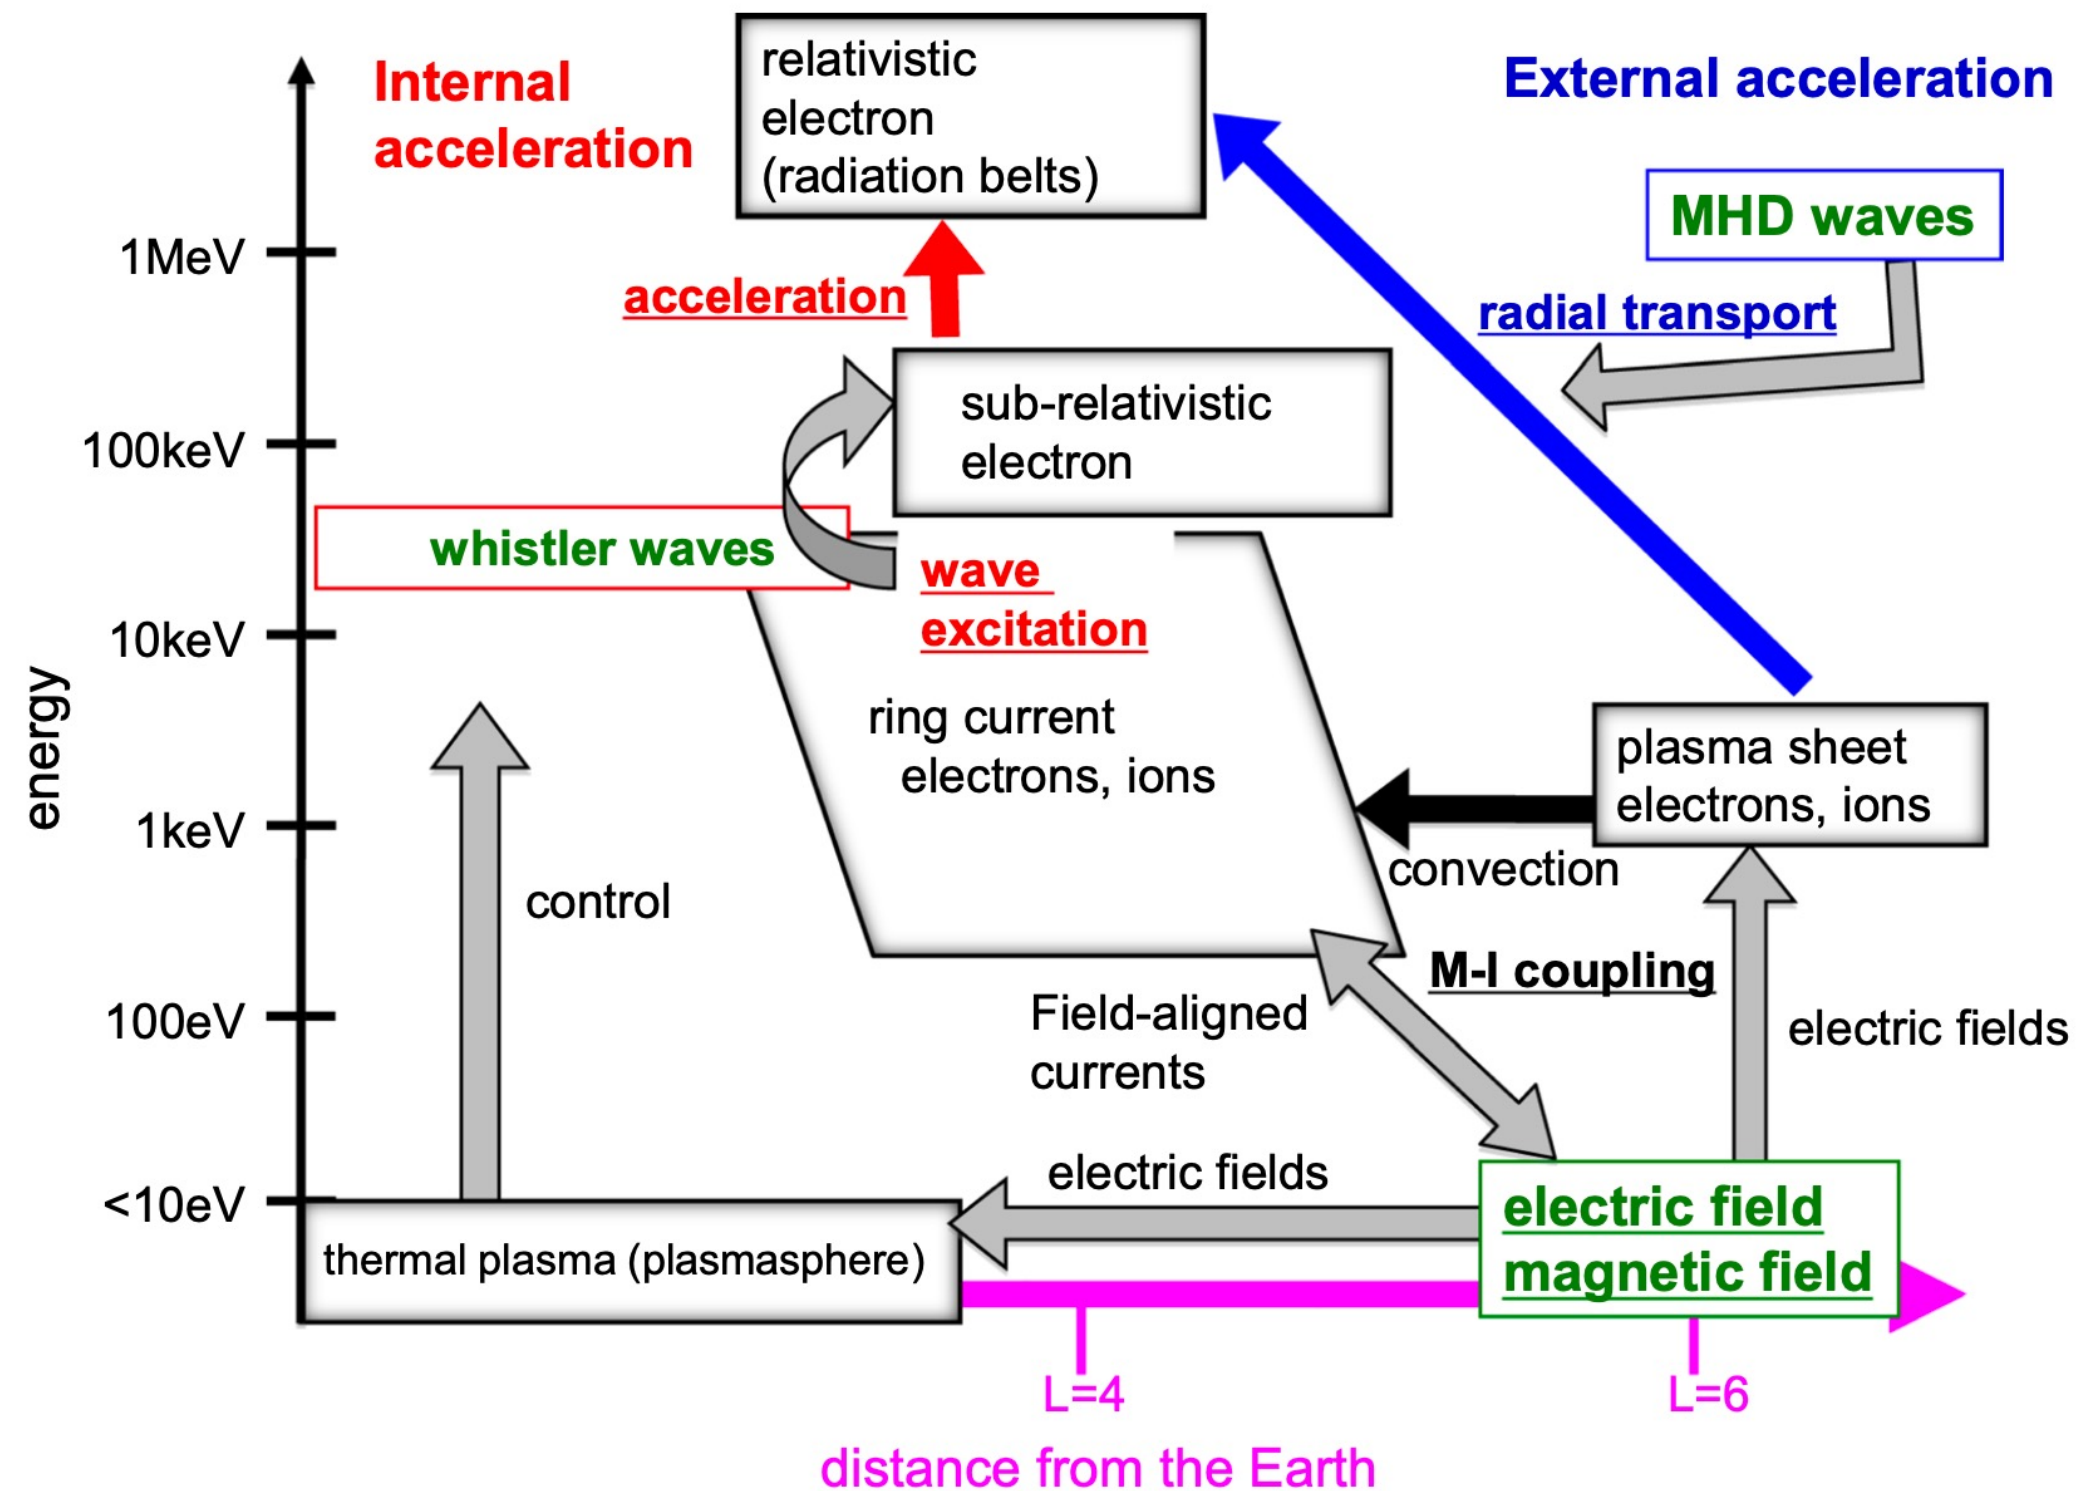 relativistic
electron
(radiation belts)
Internal
acceleration
External acceleration
MHD waves
1MeV
acceleration
radial transport
sub-relativistic
electron
100keV
whistler waves
wave
excitation
10keV
ring current
electrons, ions
plasma sheet
electrons, ions
energy
1keV
convection
control
M-I coupling
Field-aligned
currents
100eV
electric fields
electric fields
<10eV
electric field
magnetic field
thermal plasma (plasmasphere)
L=4
L=6
distance from the Earth